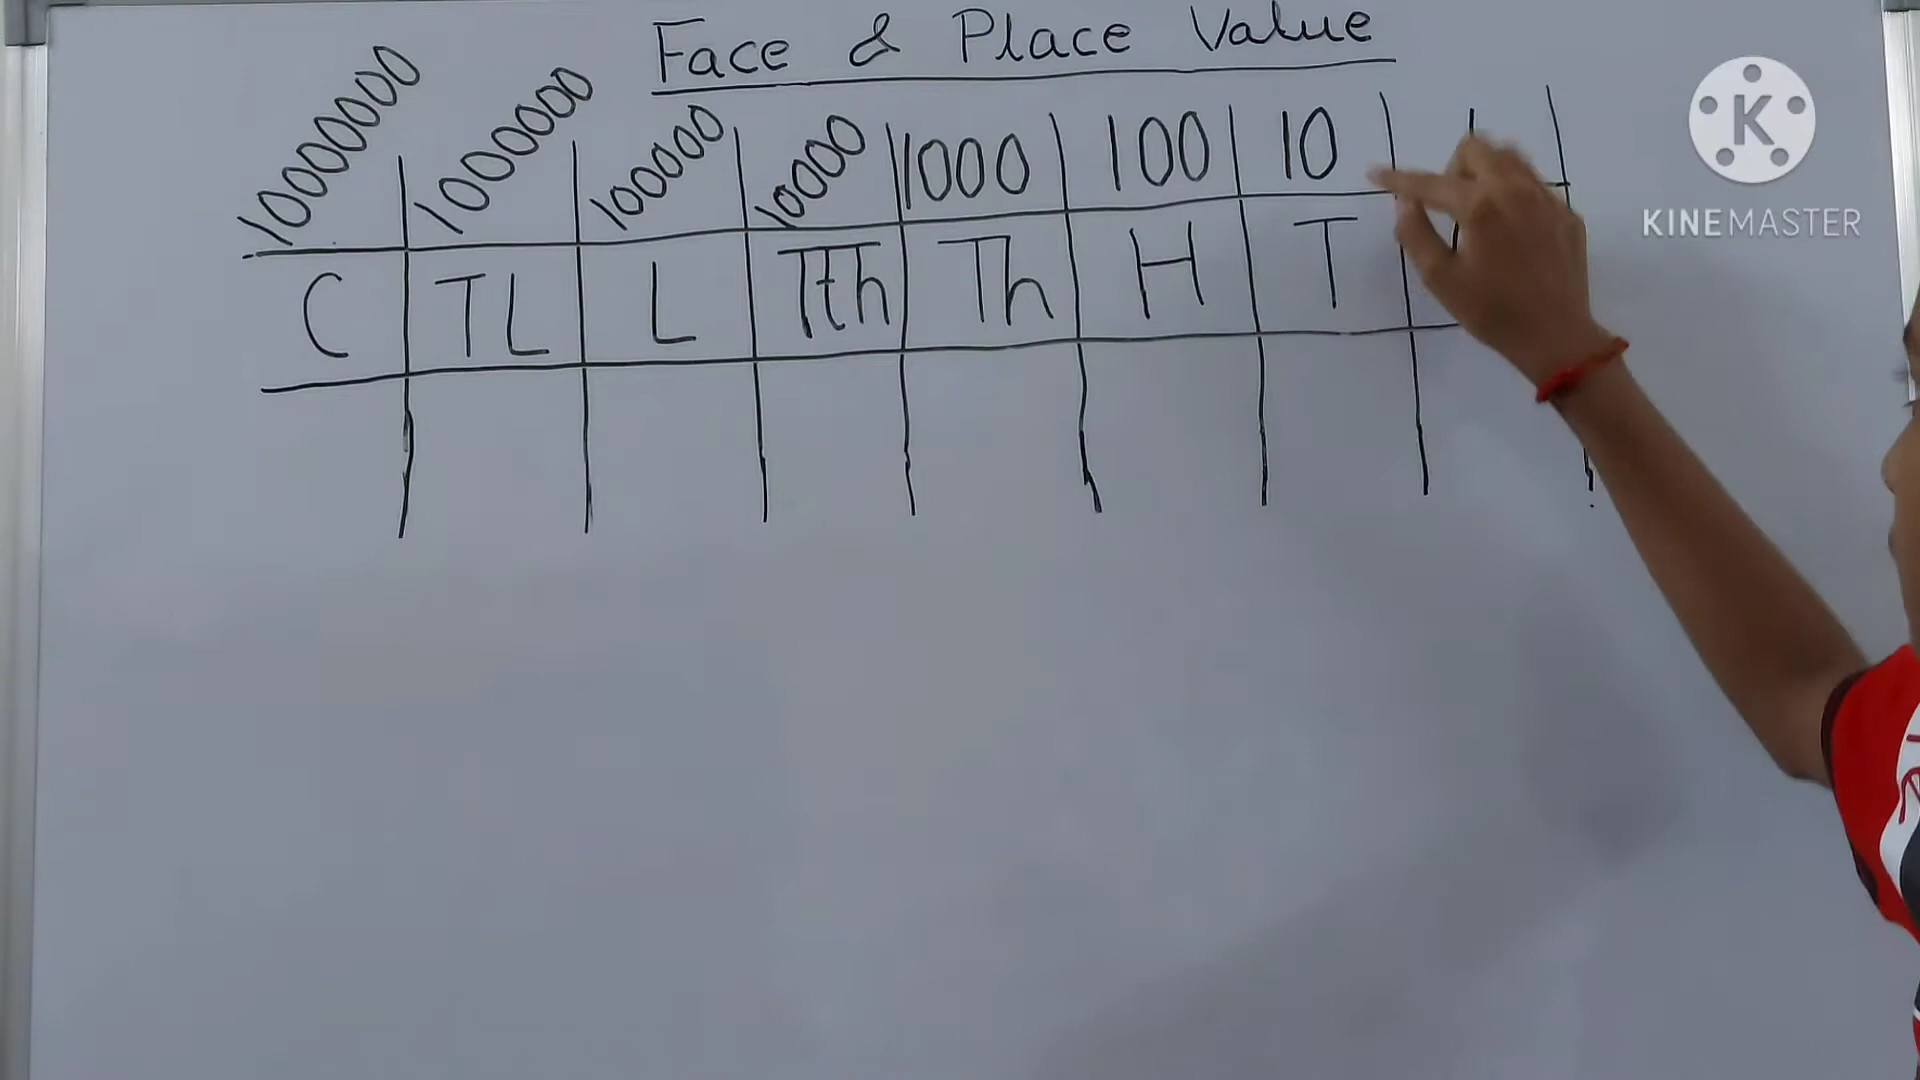 Face & Place Value
10000000 1000000 100000 10000 1000 100 10
C TL L Tth Th H T
K
KINEMASTER